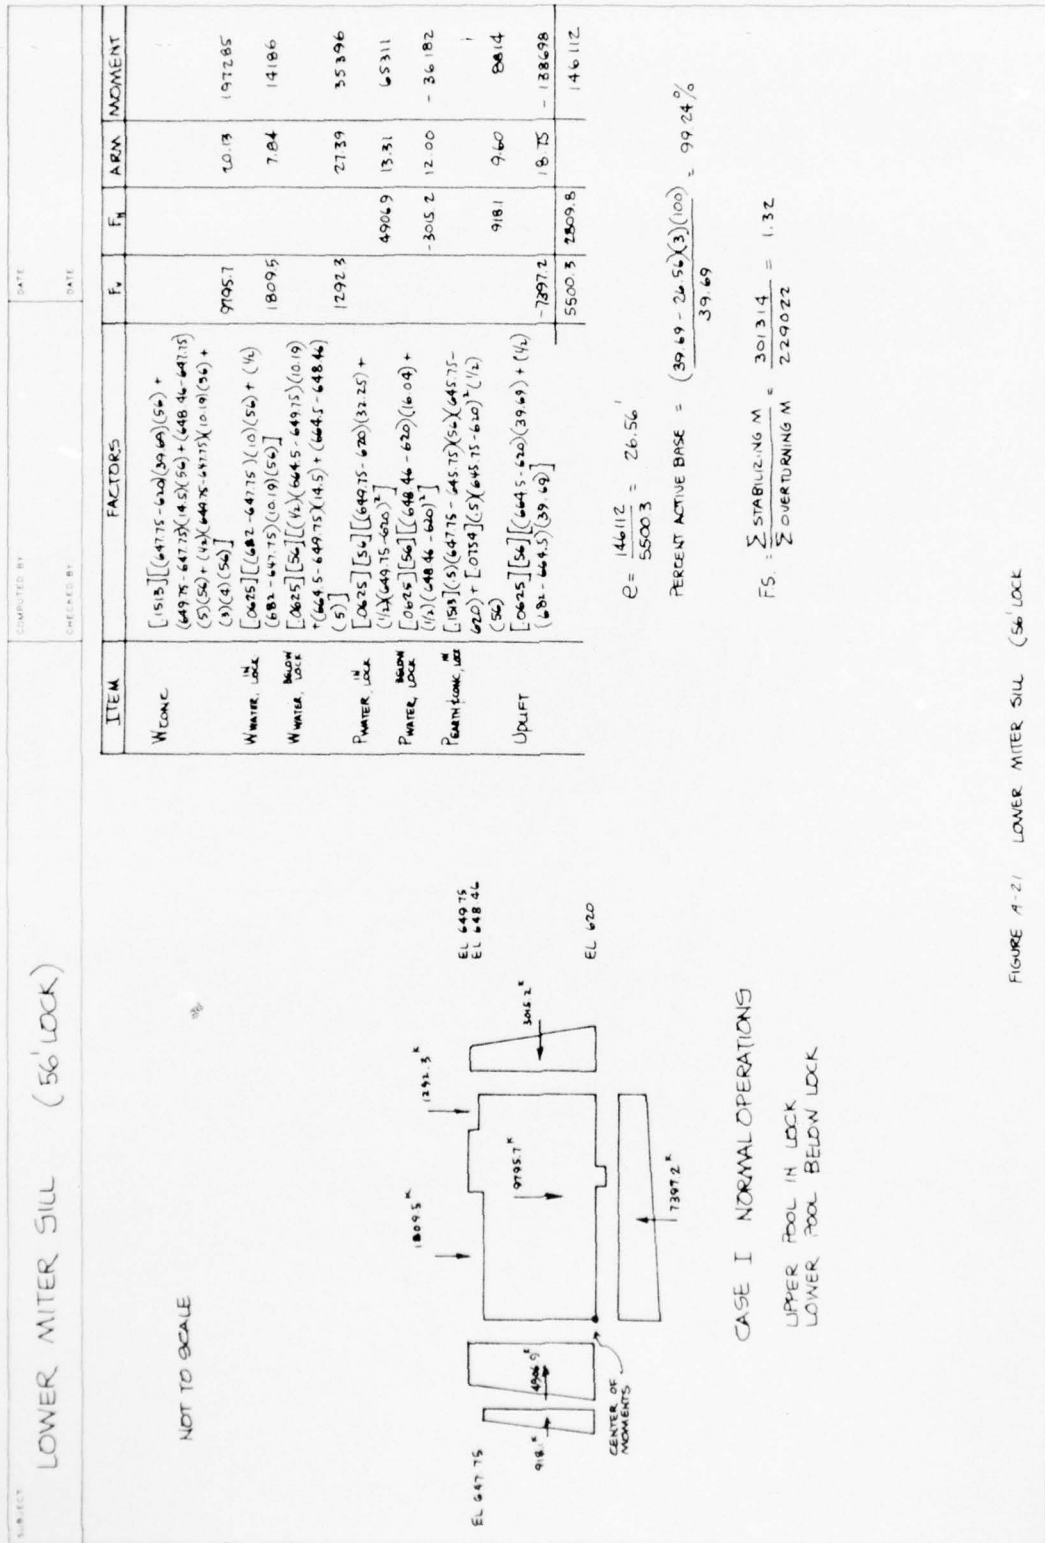 SUBJECT
LOWER MITER SILL (56' LOCK)
COMPUTED BY
DATE
CHECKED BY
DATE
NOT TO SCALE
EL 647.75
918.1ᴷ
4906.9ᴷ
CENTER OF
MOMENTS
1809.5ᴷ
1292.3ᴷ
9795.7ᴷ
3015.2ᴷ
7397.2ᴷ
EL 649.75
EL 648.46
EL 620
CASE I NORMAL OPERATIONS
UPPER POOL IN LOCK
LOWER POOL BELOW LOCK
ITEM FACTORS Fv FH ARM MOMENT
W CONC [.1513][(647.75-620)(39.69)(56) +
(649.75-647.75)(14.5)(56) + (648.46-647.75)
(5)(56) + (½)(649.75-647.75)(10.19)(56) +
(3)(4)(56)] 9795.7 20.13 197285
W WATER, IN LOCK [.0625][(682-647.75)(10)(56) + (½)
(682-647.75)(10.19)(56)] 1809.5 7.84 14186
W WATER, BELOW LOCK [.0625][56][(½)(664.5-649.75)(10.19)
+(664.5-649.75)(14.5) + (664.5-648.46)
(5)] 1292.3 27.39 35396
P WATER, IN LOCK [.0625][56][(649.75-620)(32.25) +
(1/2)(649.75-620)²] 4906.9 13.31 65311
P WATER, BELOW LOCK [.0625][56][(648.46-620)(16.04) +
(1/2)(648.46-620)²] -3015.2 12.00 -36182
P EARTH & CONC, IN LOCK [.1513](.5)(647.75-645.75)(56)(645.75-
620) + [.0754](.5)(645.75-620)²(1/2)
(56) 918.1 9.60 8814
UPLIFT [.0625][56][(664.5-620)(39.69) + (½)
(682-664.5)(39.69)] -7397.2 18.75 -138698
5500.3 2809.8 146112
e = 146112 / 5500.3 = 26.56'
PERCENT ACTIVE BASE = (39.69-26.56)(3)(100) / 39.69 = 99.24%
F.S. = Σ STABILIZING M / Σ OVERTURNING M = 301314 / 229022 = 1.32
FIGURE A-21 LOWER MITER SILL (56' LOCK